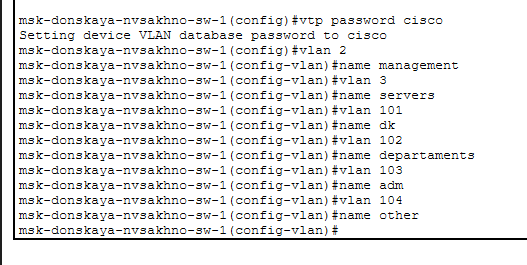 msk-donskaya-nvsakhno-sw-1(config)#vtp password cisco
Setting device VLAN database password to cisco
msk-donskaya-nvsakhno-sw-1(config)#vlan 2
msk-donskaya-nvsakhno-sw-1(config-vlan)#name management
msk-donskaya-nvsakhno-sw-1(config-vlan)#vlan 3
msk-donskaya-nvsakhno-sw-1(config-vlan)#name servers
msk-donskaya-nvsakhno-sw-1(config-vlan)#vlan 101
msk-donskaya-nvsakhno-sw-1(config-vlan)#name dk
msk-donskaya-nvsakhno-sw-1(config-vlan)#vlan 102
msk-donskaya-nvsakhno-sw-1(config-vlan)#name departaments
msk-donskaya-nvsakhno-sw-1(config-vlan)#vlan 103
msk-donskaya-nvsakhno-sw-1(config-vlan)#name adm
msk-donskaya-nvsakhno-sw-1(config-vlan)#vlan 104
msk-donskaya-nvsakhno-sw-1(config-vlan)#name other
msk-donskaya-nvsakhno-sw-1(config-vlan)#